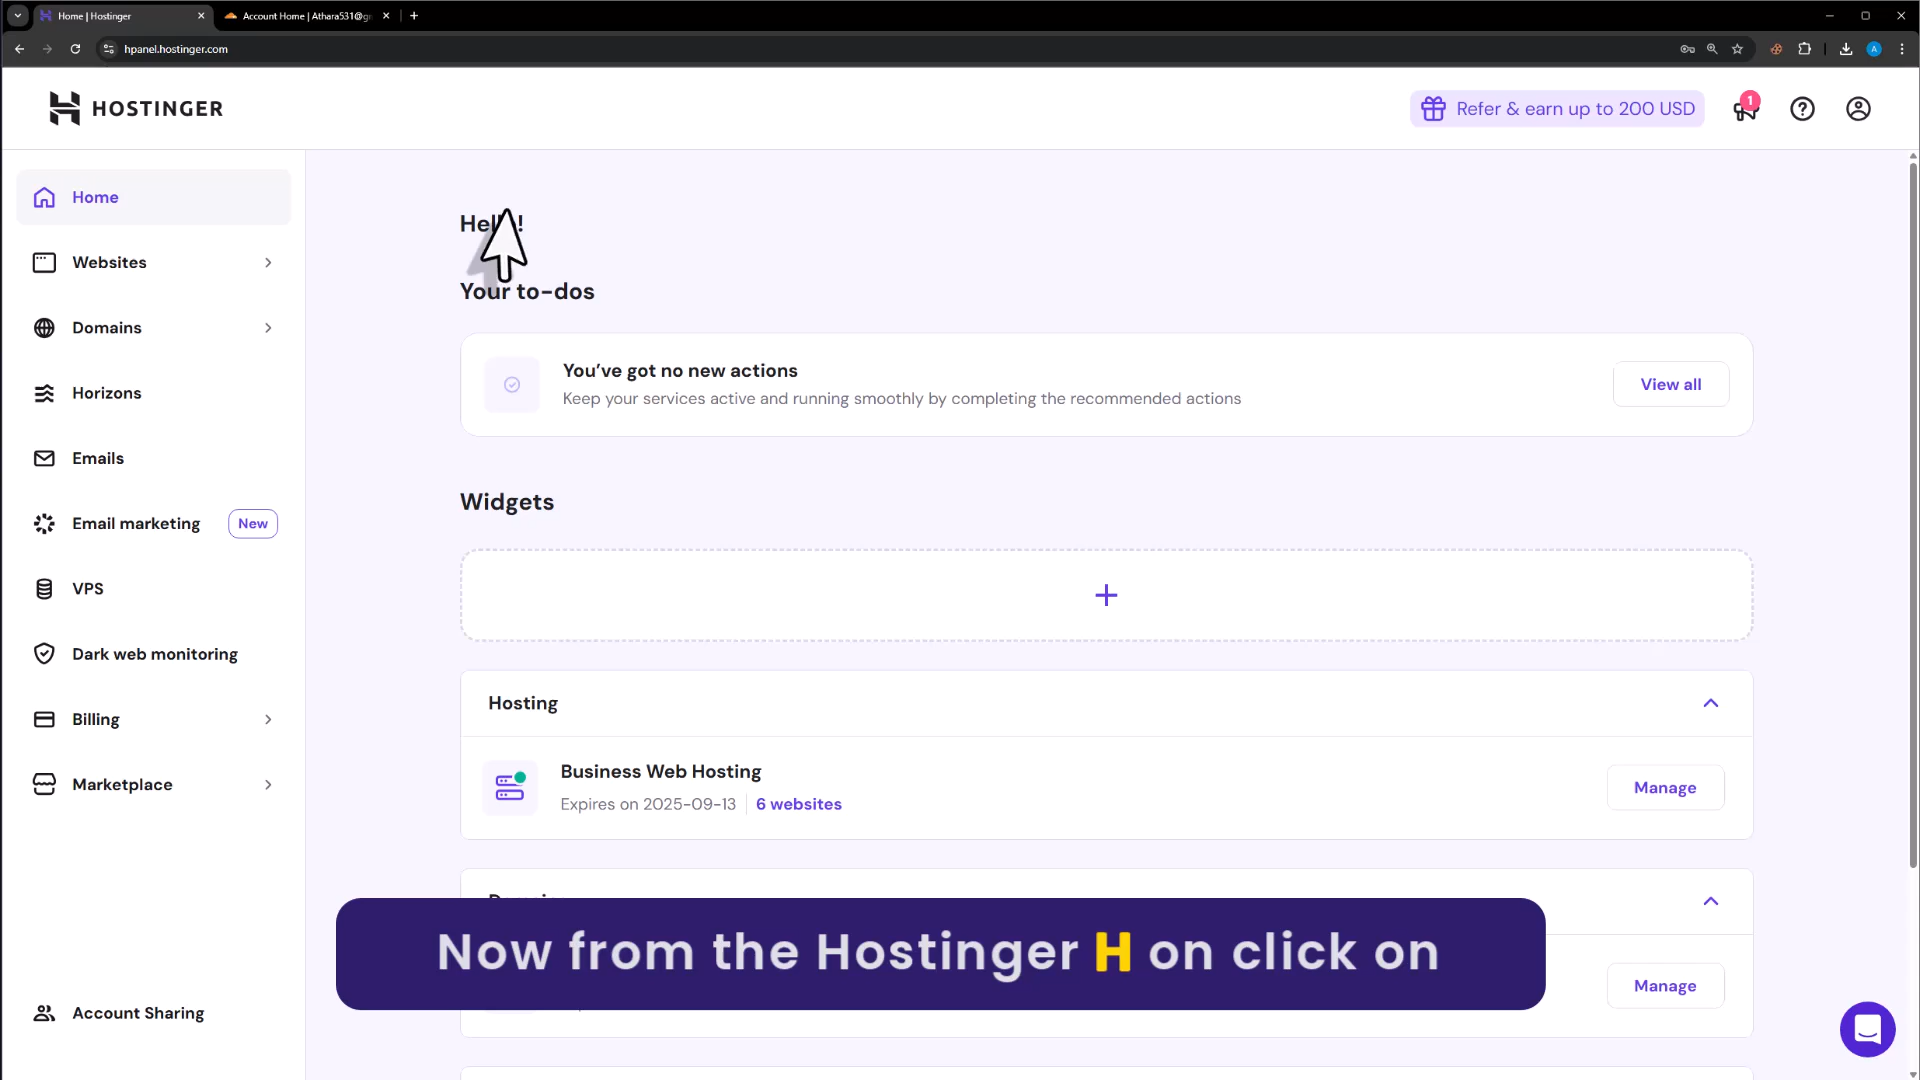 Home | Hostinger
Account Home | Athara531@g
hpanel.hostinger.com
A
HOSTINGER
Refer & earn up to 200 USD
1
Home
Websites
Domains
Horizons
Emails
Email marketing New
VPS
Dark web monitoring
Billing
Marketplace
Account Sharing
Your to-dos
You've got no new actions
Keep your services active and running smoothly by completing the recommended actions
View all
Widgets
Hosting
Business Web Hosting
Expires on 2025-09-13 6 websites
Manage
Manage
Now from the Hostinger H on click on